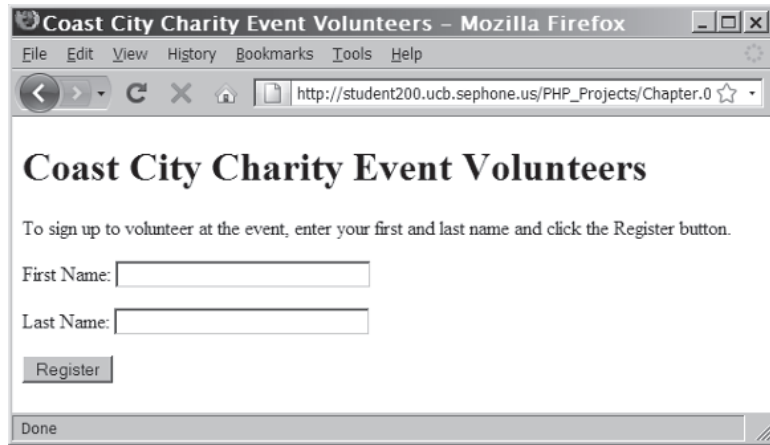 Coast City Charity Event Volunteers – Mozilla Firefox
File Edit View History Bookmarks Tools Help
http://student200.ucb.sephone.us/PHP_Projects/Chapter.0
Coast City Charity Event Volunteers
To sign up to volunteer at the event, enter your first and last name and click the Register button.
First Name:
Last Name:
Register
Done